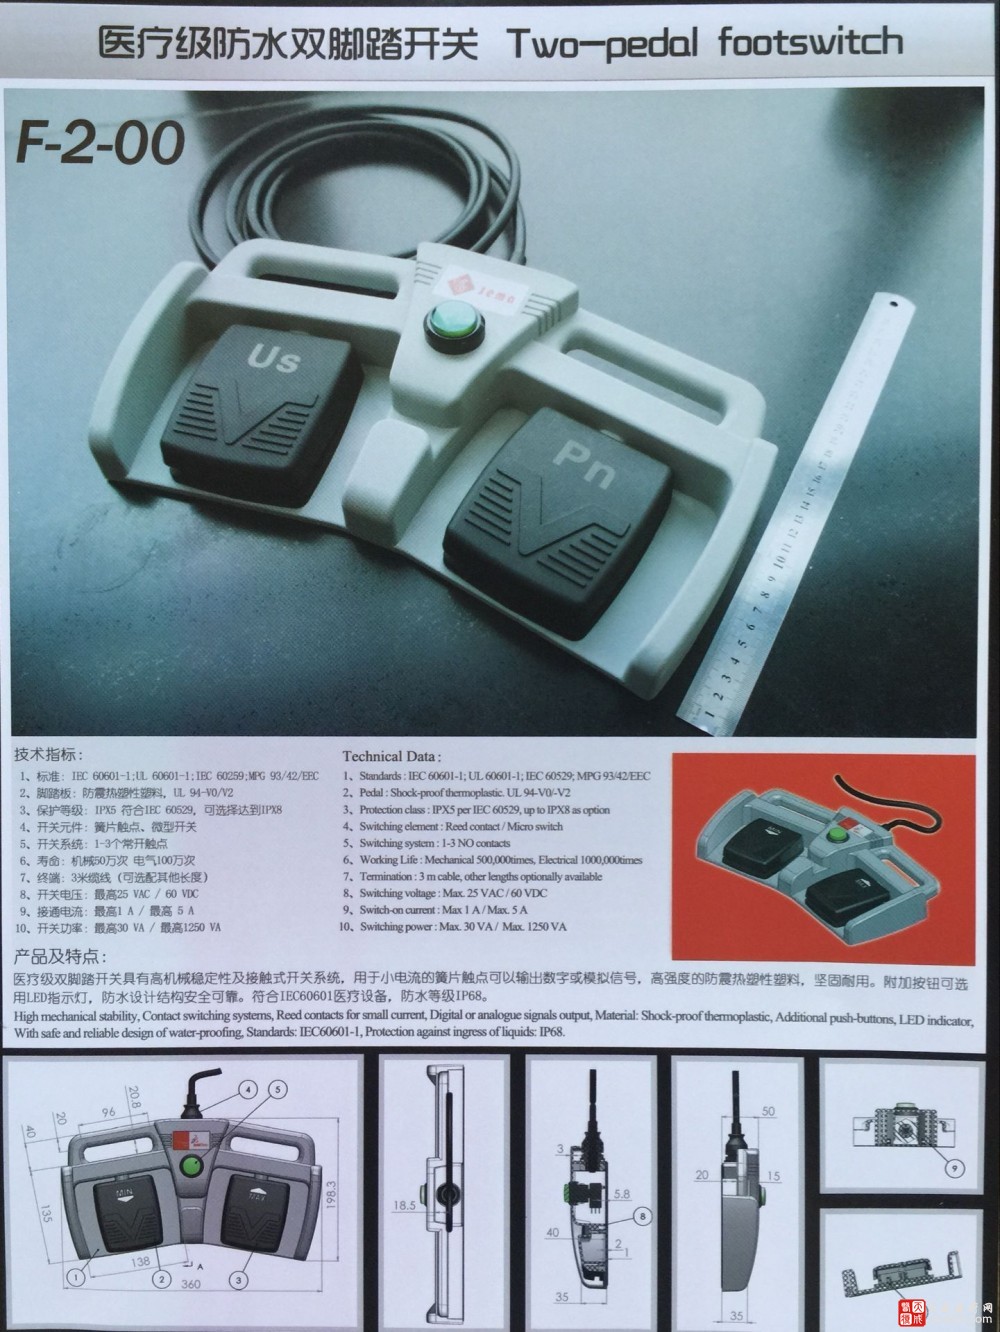 医疗级防水双脚踏开关 Two-pedal footswitch
F-2-00
Jema
Us
Pn
1 2 3 4 5 6 7 8 9 10 11 12 13 14 15 16 17 18
技术指标:
1、标准: IEC 60601-1;UL 60601-1;IEC 60259;MPG 93/42/EEC
2、脚踏板: 防震热塑性塑料, UL 94-V0/V2
3、保护等级: IPX5 符合IEC 60529, 可选择达到IPX8
4、开关元件: 簧片触点、微型开关
5、开关系统: 1-3个常开触点
6、寿命: 机械50万次 电气100万次
7、终端: 3米缆线 (可选配其他长度)
8、开关电压: 最高25 VAC / 60 VDC
9、接通电流: 最高1 A / 最高 5 A
10、开关功率: 最高30 VA / 最高1250 VA
Technical Data:
1、Standards : IEC 60601-1; UL 60601-1; IEC 60529; MPG 93/42/EEC
2、Pedal : Shock-proof thermoplastic. UL 94-V0/-V2
3、Protection class : IPX5 per IEC 60529, up to IPX8 as option
4、Switching element : Reed contact / Micro switch
5、Switching system : 1-3 NO contacts
6、Working Life : Mechanical 500,000times, Electrical 1000,000times
7、Termination : 3 m cable, other lengths optionally available
8、Switching voltage : Max. 25 VAC / 60 VDC
9、Switch-on current : Max 1 A / Max. 5 A
10、Switching power : Max. 30 VA / Max. 1250 VA
产品及特点:
医疗级双脚踏开关具有高机械稳定性及接触式开关系统, 用于小电流的簧片触点可以输出数字或模拟信号, 高强度的防震热塑性塑料, 坚固耐用。附加按钮可选
用LED指示灯, 防水设计结构安全可靠。符合IEC60601医疗设备, 防水等级IP68。
High mechanical stability, Contact switching systems, Reed contacts for small current, Digital or analogue signals output, Material: Shock-proof thermoplastic, Additional push-buttons, LED indicator,
With safe and reliable design of water-proofing, Standards: IEC60601-1, Protection against ingress of liquids: IP68.
20.8
96
20
40
4
5
MIN
MAX
135
198.3
138
A
1
2
3
360
18.5
3
5.8
8
40
2
1
35
50
20
15
35
9